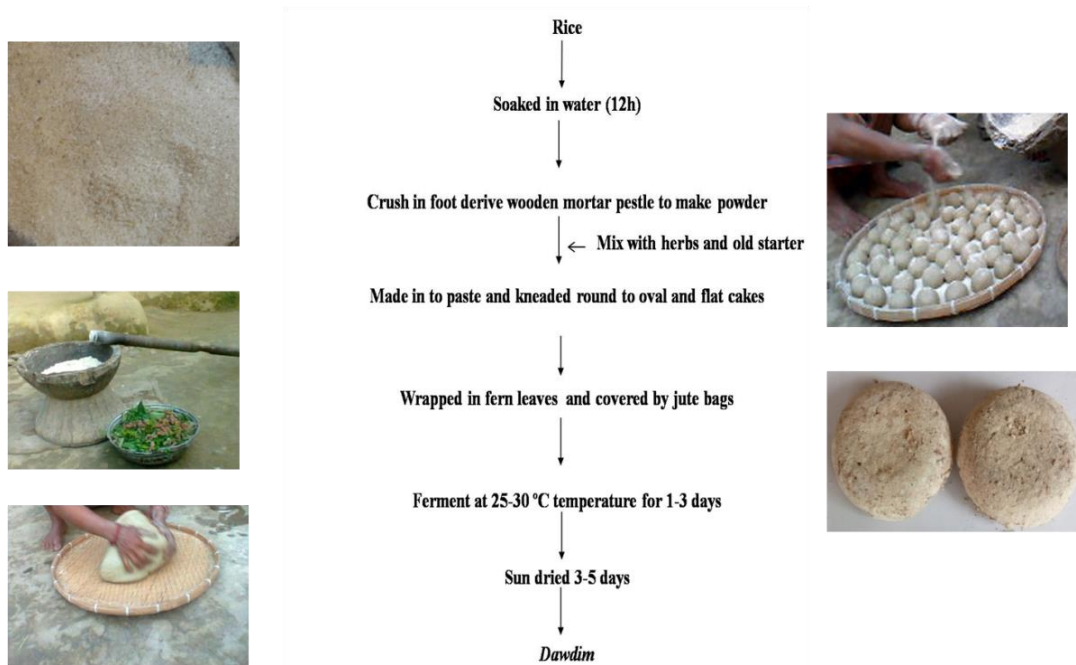 Rice
Soaked in water (12h)
Crush in foot derive wooden mortar pestle to make powder
← Mix with herbs and old starter
Made in to paste and kneaded round to oval and flat cakes
Wrapped in fern leaves and covered by jute bags
Ferment at 25-30 °C temperature for 1-3 days
Sun dried 3-5 days
Dawdim